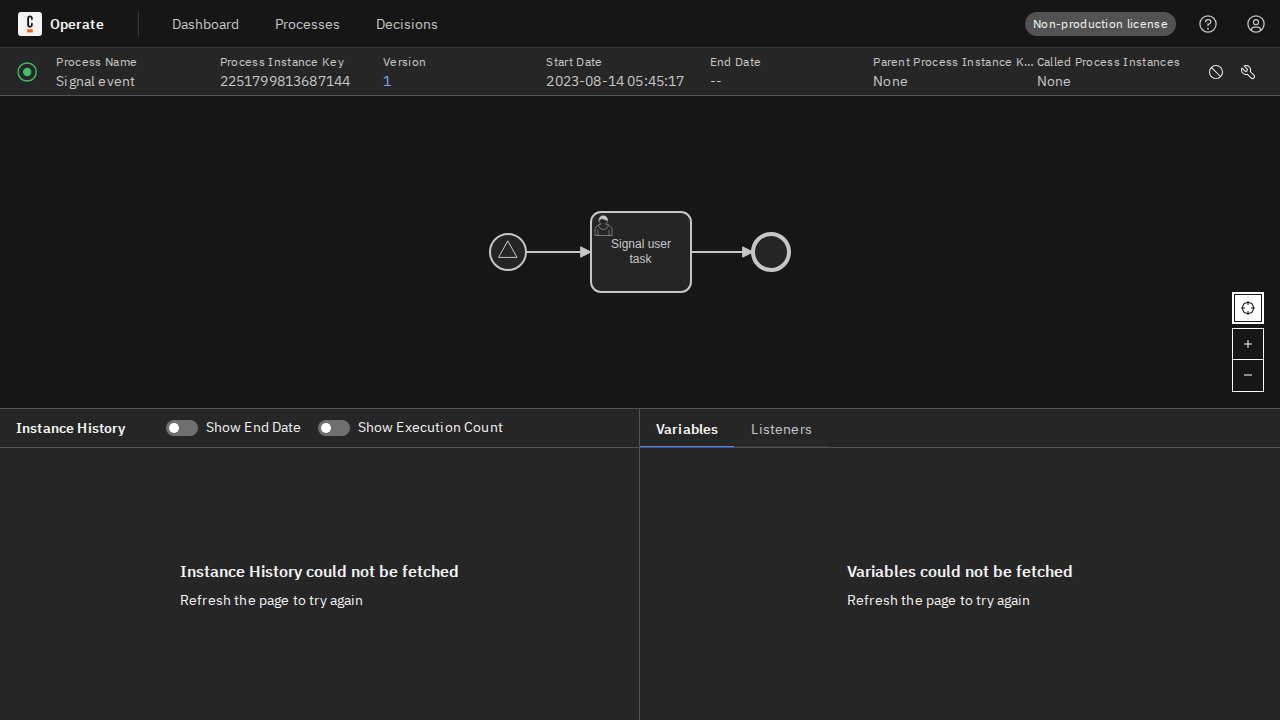 Operate
Dashboard
Processes
Decisions
Non-production license
Process Name
Signal event
Process Instance Key
2251799813687144
Version
1
Start Date
2023-08-14 05:45:17
End Date
--
Parent Process Instance K...
None
Called Process Instances
None
Signal user
task
Instance History
Show End Date
Show Execution Count
Variables
Listeners
Instance History could not be fetched
Refresh the page to try again
Variables could not be fetched
Refresh the page to try again